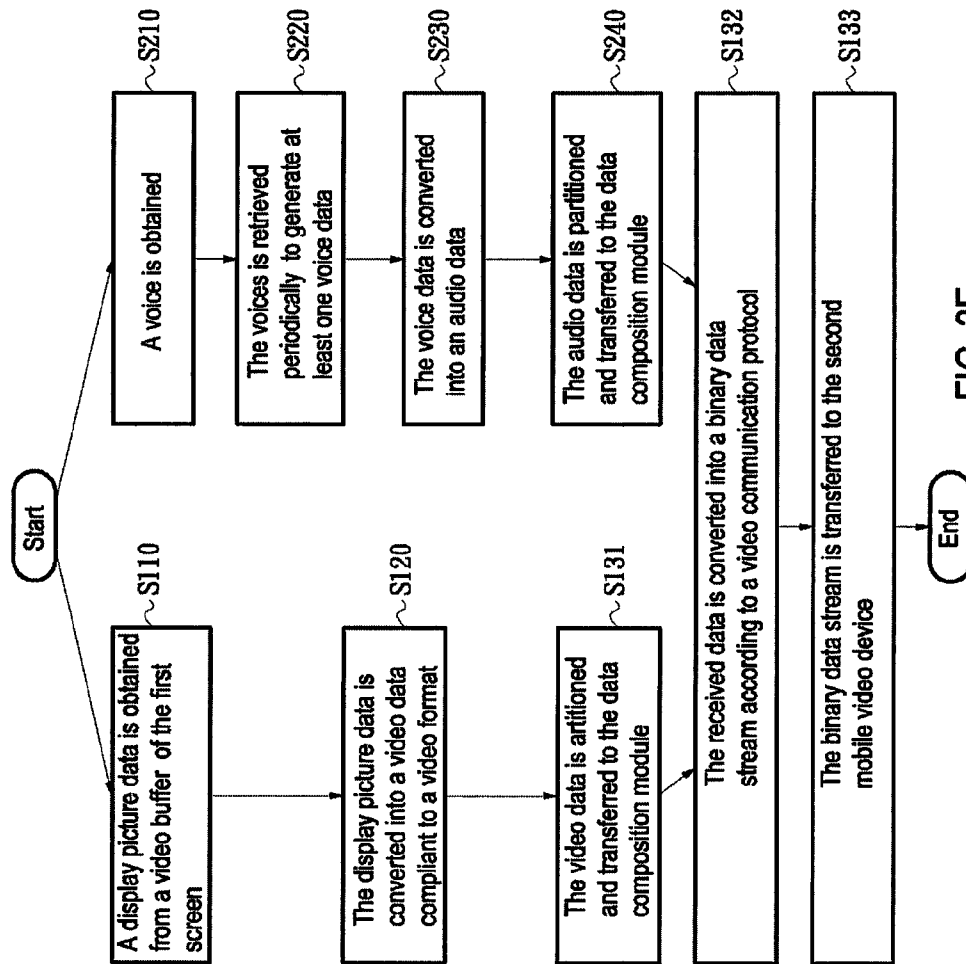 Start
A display picture data is obtained
from a video buffer of the first
screen
S110
The display picture data is
converted into a video data
compliant to a video format
S120
The video data is artitioned
and transferred to the data
composition module
S131
A voice is obtained
S210
The voices is retrieved
periodically to generate at
least one voice data
S220
The voice data is converted
into an audio data
S230
The audio data is partitioned
and transferred to the data
composition module
S240
The received data is converted into a binary data
stream according to a video communication protocol
S132
The binary data stream is transferred to the second
mobile video device
S133
End